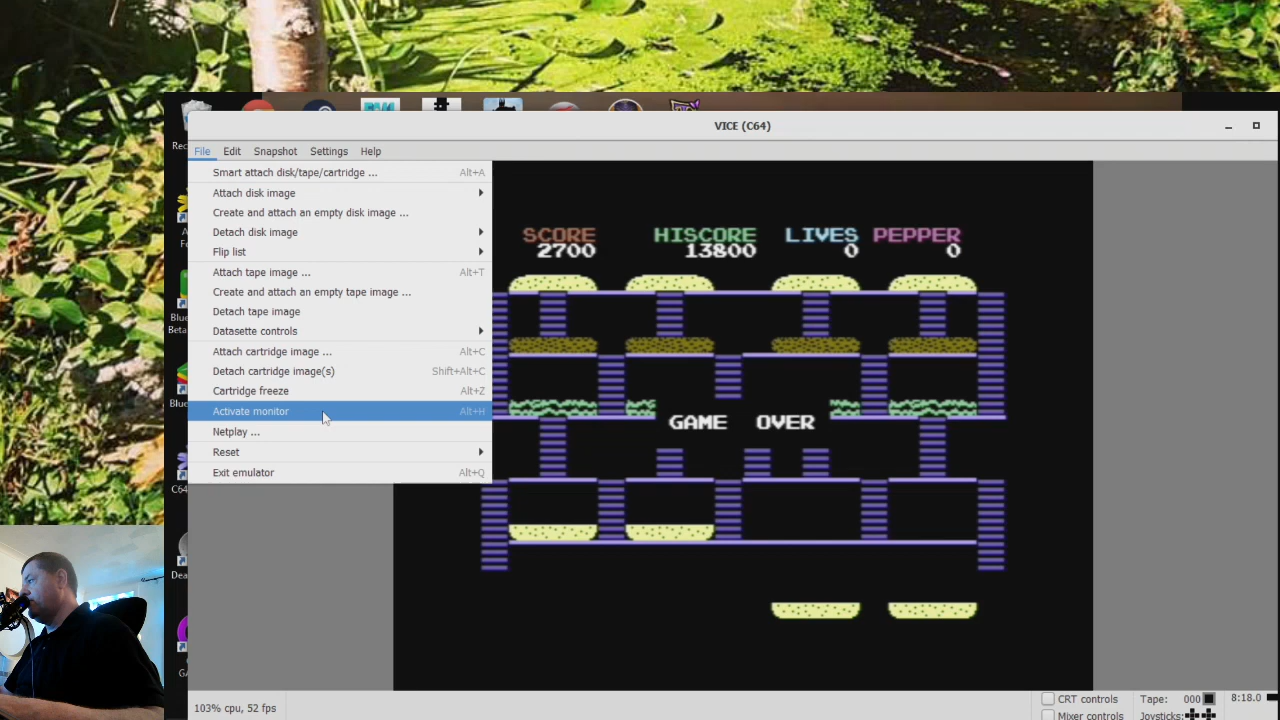 VICE (C64)
File Edit Snapshot Settings Help
Smart attach disk/tape/cartridge ... Alt+A
Attach disk image
Create and attach an empty disk image ...
Detach disk image
Flip list
Attach tape image ... Alt+T
Create and attach an empty tape image ...
Detach tape image
Datasette controls
Attach cartridge image ... Alt+C
Detach cartridge image(s) Shift+Alt+C
Cartridge freeze Alt+Z
Activate monitor Alt+H
Netplay ...
Reset
Exit emulator Alt+Q
SCORE HISCORE LIVES PEPPER
2700 13800 0 0
GAME OVER
103% cpu, 52 fps
CRT controls
Mixer controls
Tape: 000
Joysticks:
8:18.0